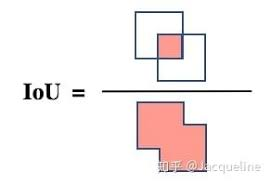 IoU =
知乎 @Jacqueline